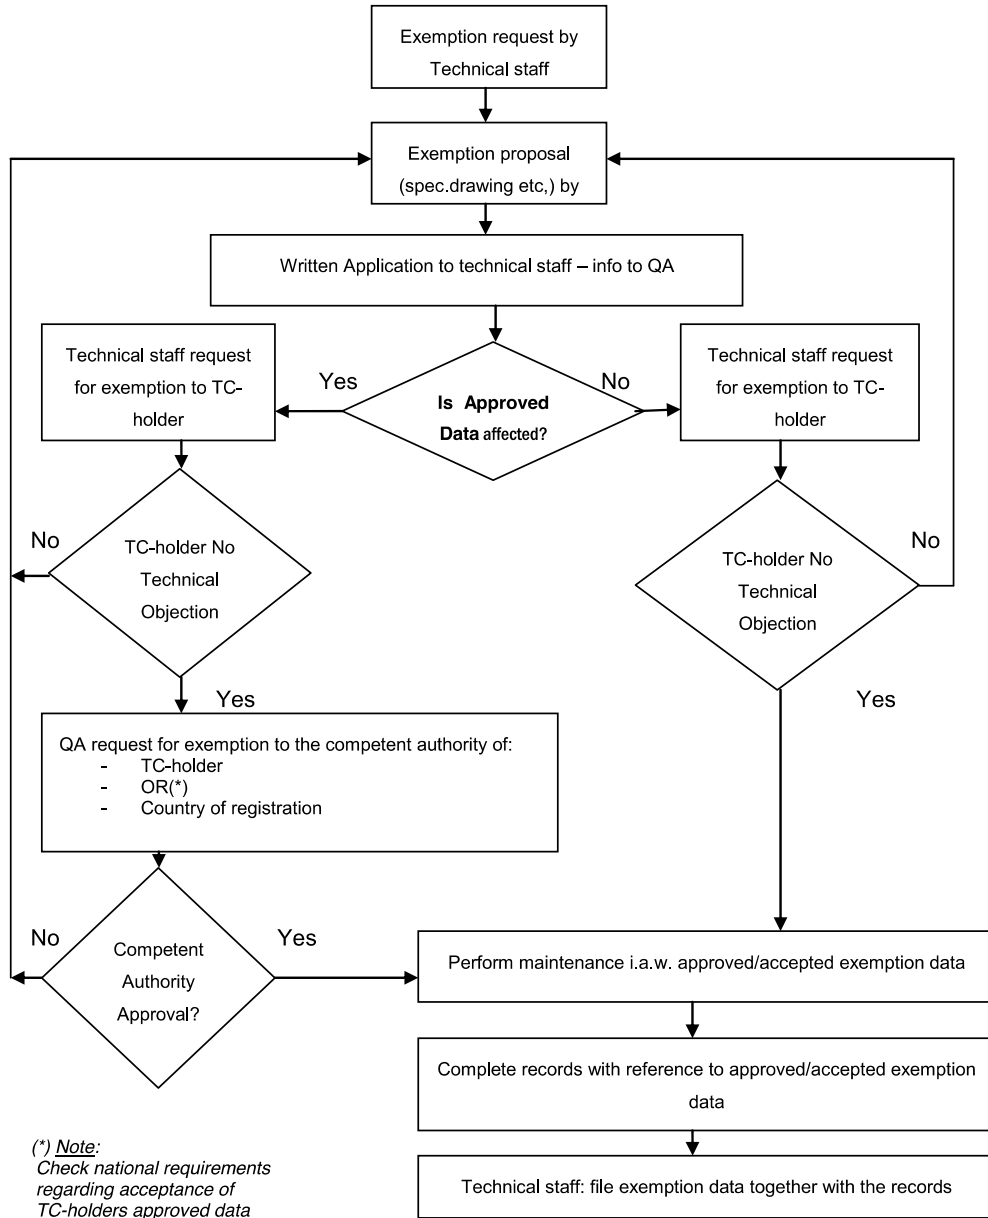 Exemption request by
Technical staff
Exemption proposal
(spec.drawing etc,) by
Written Application to technical staff – info to QA
Technical staff request
for exemption to TC-
holder
Yes
Is Approved
Data affected?
No
Technical staff request
for exemption to TC-
holder
No
TC-holder No
Technical
Objection
Yes
TC-holder No
Technical
Objection
No
Yes
QA request for exemption to the competent authority of:
- TC-holder
- OR(*)
- Country of registration
No
Competent
Authority
Approval?
Yes
Perform maintenance i.a.w. approved/accepted exemption data
Complete records with reference to approved/accepted exemption
data
Technical staff: file exemption data together with the records
(*) Note:
Check national requirements
regarding acceptance of
TC-holders approved data